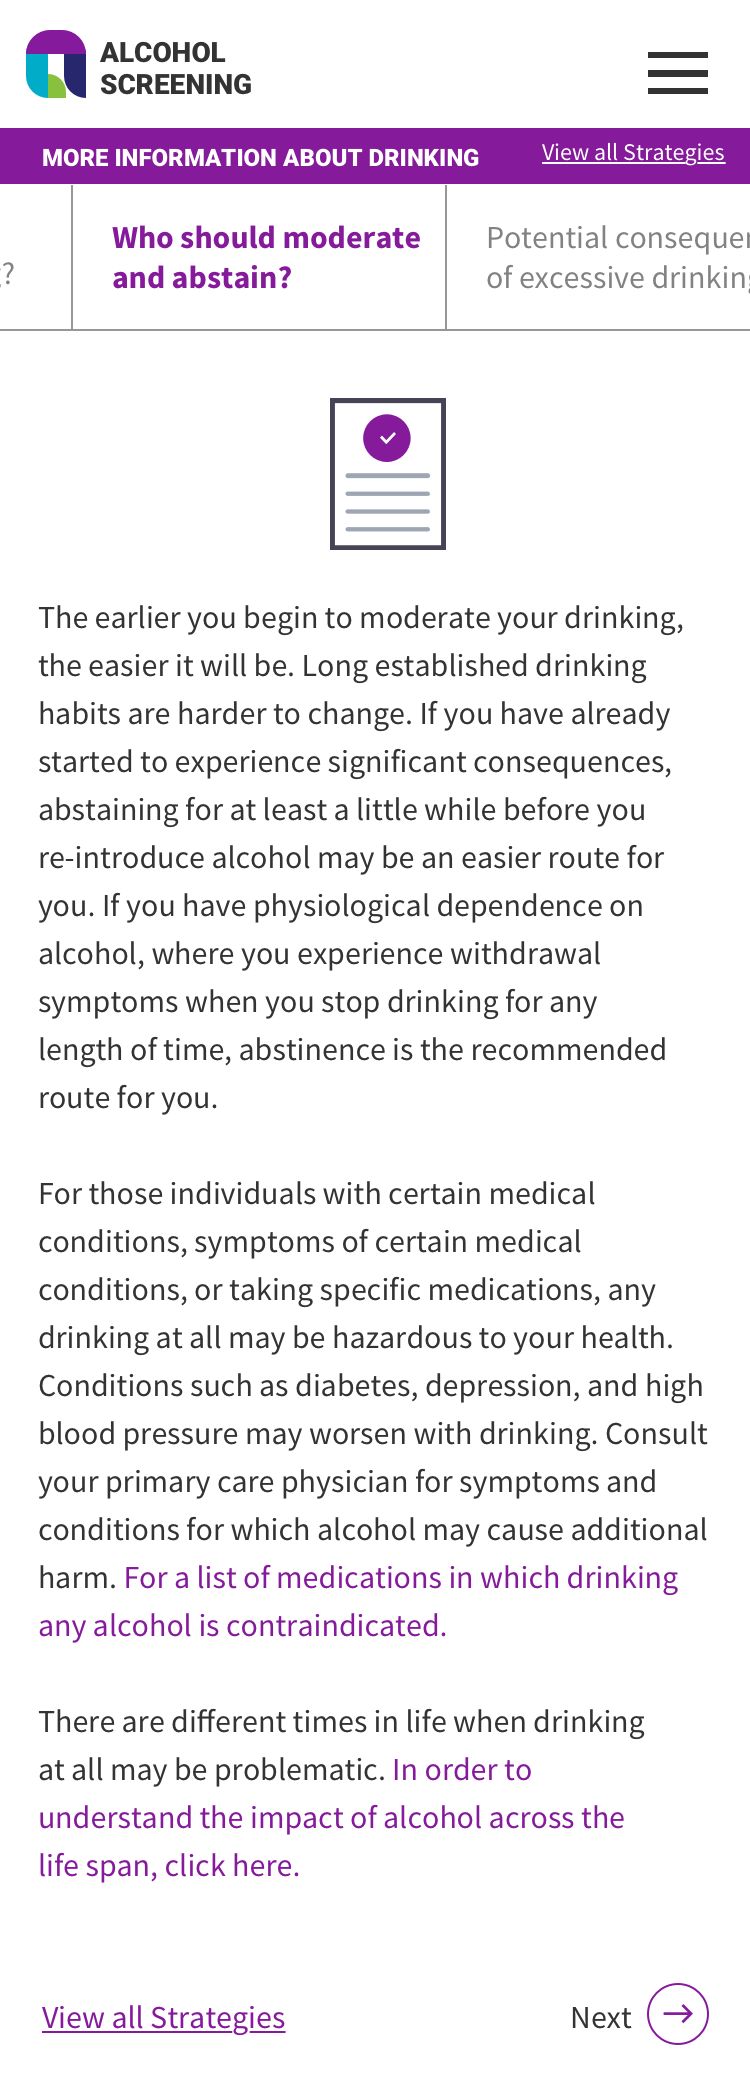 ALCOHOL
SCREENING
MORE INFORMATION ABOUT DRINKING
View all Strategies
?
Who should moderate
and abstain?
Potential
of excessive
The earlier you begin to moderate your drinking,
the easier it will be. Long established drinking
habits are harder to change. If you have already
started to experience significant consequences,
abstaining for at least a little while before you
re-introduce alcohol may be an easier route for
you. If you have physiological dependence on
alcohol, where you experience withdrawal
symptoms when you stop drinking for any
length of time, abstinence is the recommended
route for you.
For those individuals with certain medical
conditions, symptoms of certain medical
conditions, or taking specific medications, any
drinking at all may be hazardous to your health.
Conditions such as diabetes, depression, and high
blood pressure may worsen with drinking. Consult
your primary care physician for symptoms and
conditions for which alcohol may cause additional
harm. For a list of medications in which drinking
any alcohol is contraindicated.
There are different times in life when drinking
at all may be problematic. In order to
understand the impact of alcohol across the
life span, click here.
View all Strategies
Next